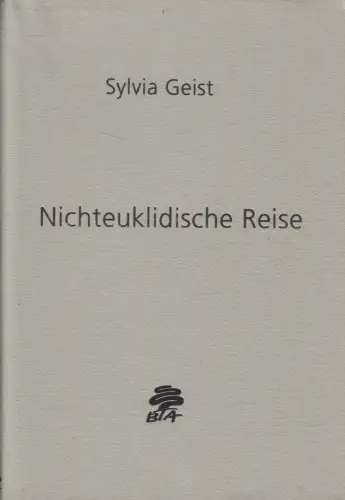 Sylvia Geist
Nichteuklidische Reise
BTA